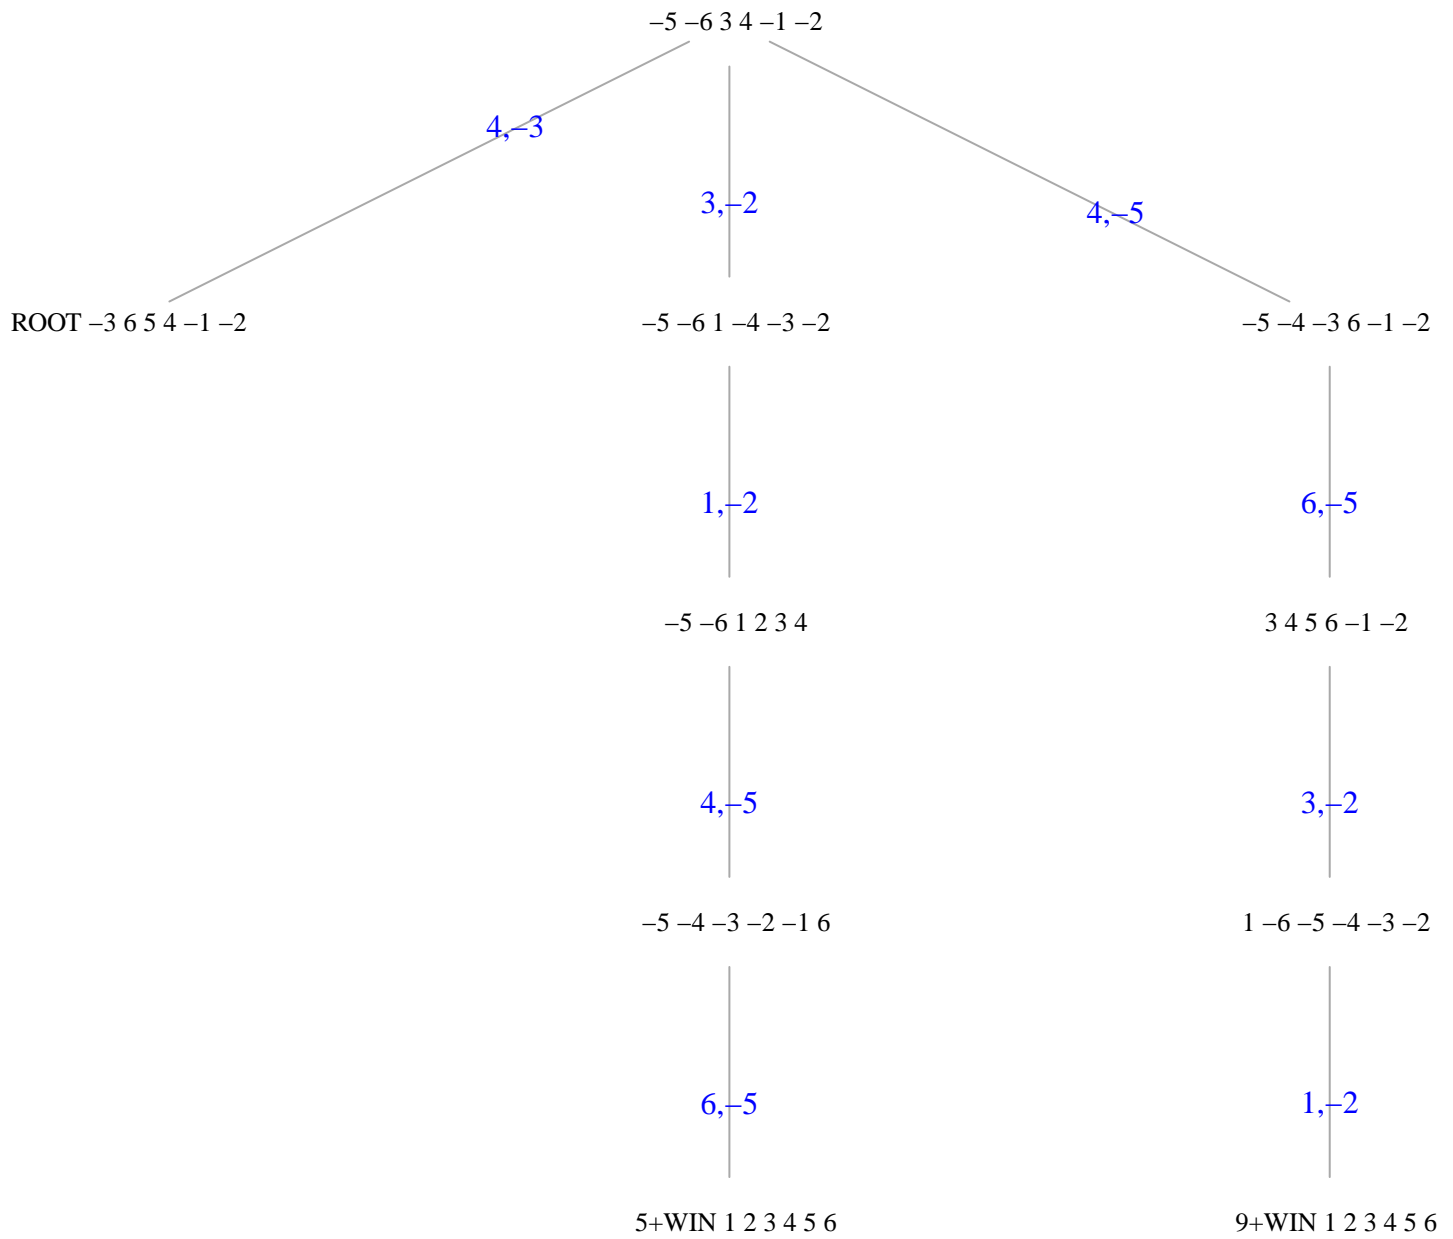 –5 –6 3 4 –1 –2
4,–3
3,–2
4,–5
ROOT –3 6 5 4 –1 –2
–5 –6 1 –4 –3 –2
–5 –4 –3 6 –1 –2
1,–2
6,–5
–5 –6 1 2 3 4
3 4 5 6 –1 –2
4,–5
3,–2
–5 –4 –3 –2 –1 6
1 –6 –5 –4 –3 –2
6,–5
1,–2
5+WIN 1 2 3 4 5 6
9+WIN 1 2 3 4 5 6